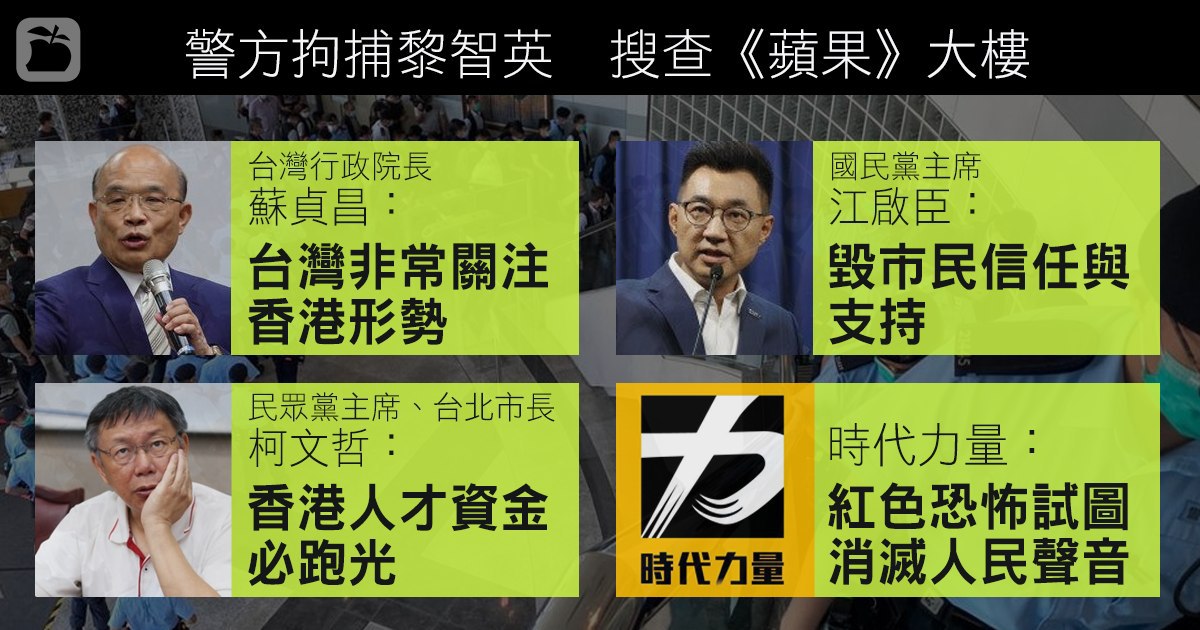 警方拘捕黎智英　搜查《蘋果》大樓
台灣行政院長
蘇貞昌：
台灣非常關注
香港形勢
國民黨主席
江啟臣：
毀市民信任與
支持
民眾黨主席、台北市長
柯文哲：
香港人才資金
必跑光
時代力量：
紅色恐怖試圖
消滅人民聲音
力
時代力量